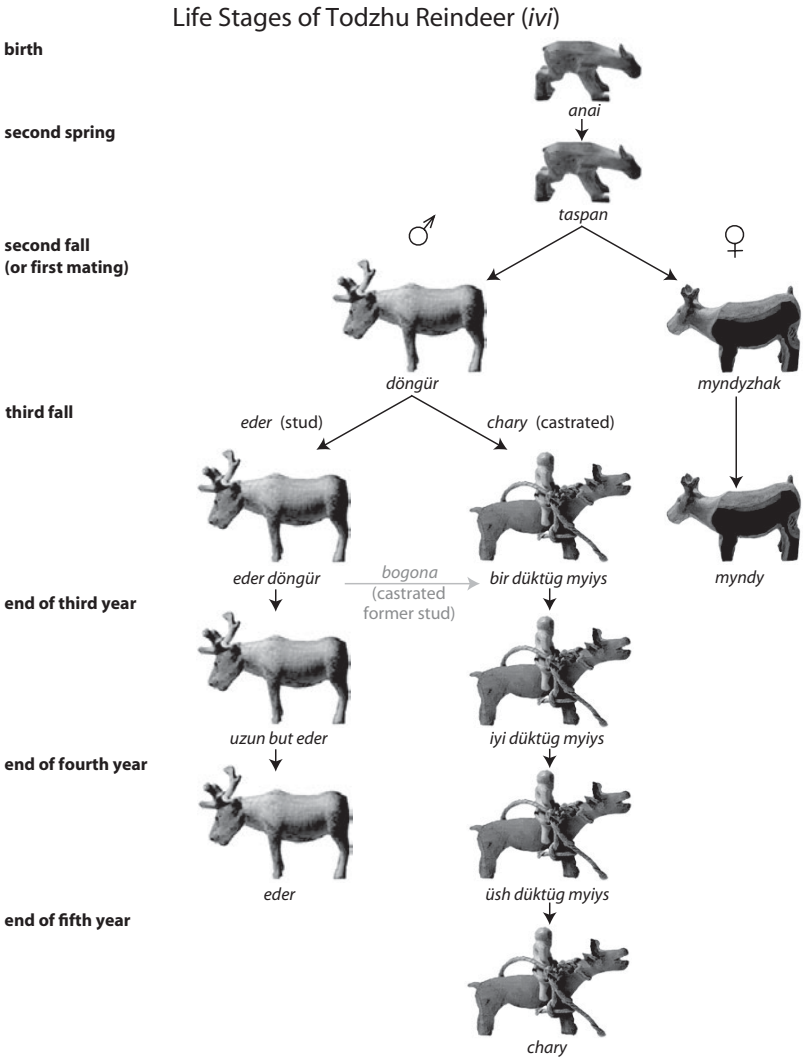 Life Stages of Todzhu Reindeer (ivi)
birth
anai
second spring
taspan
♂
♀
second fall
(or first mating)
döngür
myndyzhak
third fall
eder (stud)
chary (castrated)
eder döngür
bogona
(castrated
former stud)
bir düktüg myiys
myndy
end of third year
uzun but eder
iyi düktüg myiys
end of fourth year
eder
üsh düktüg myiys
end of fifth year
chary